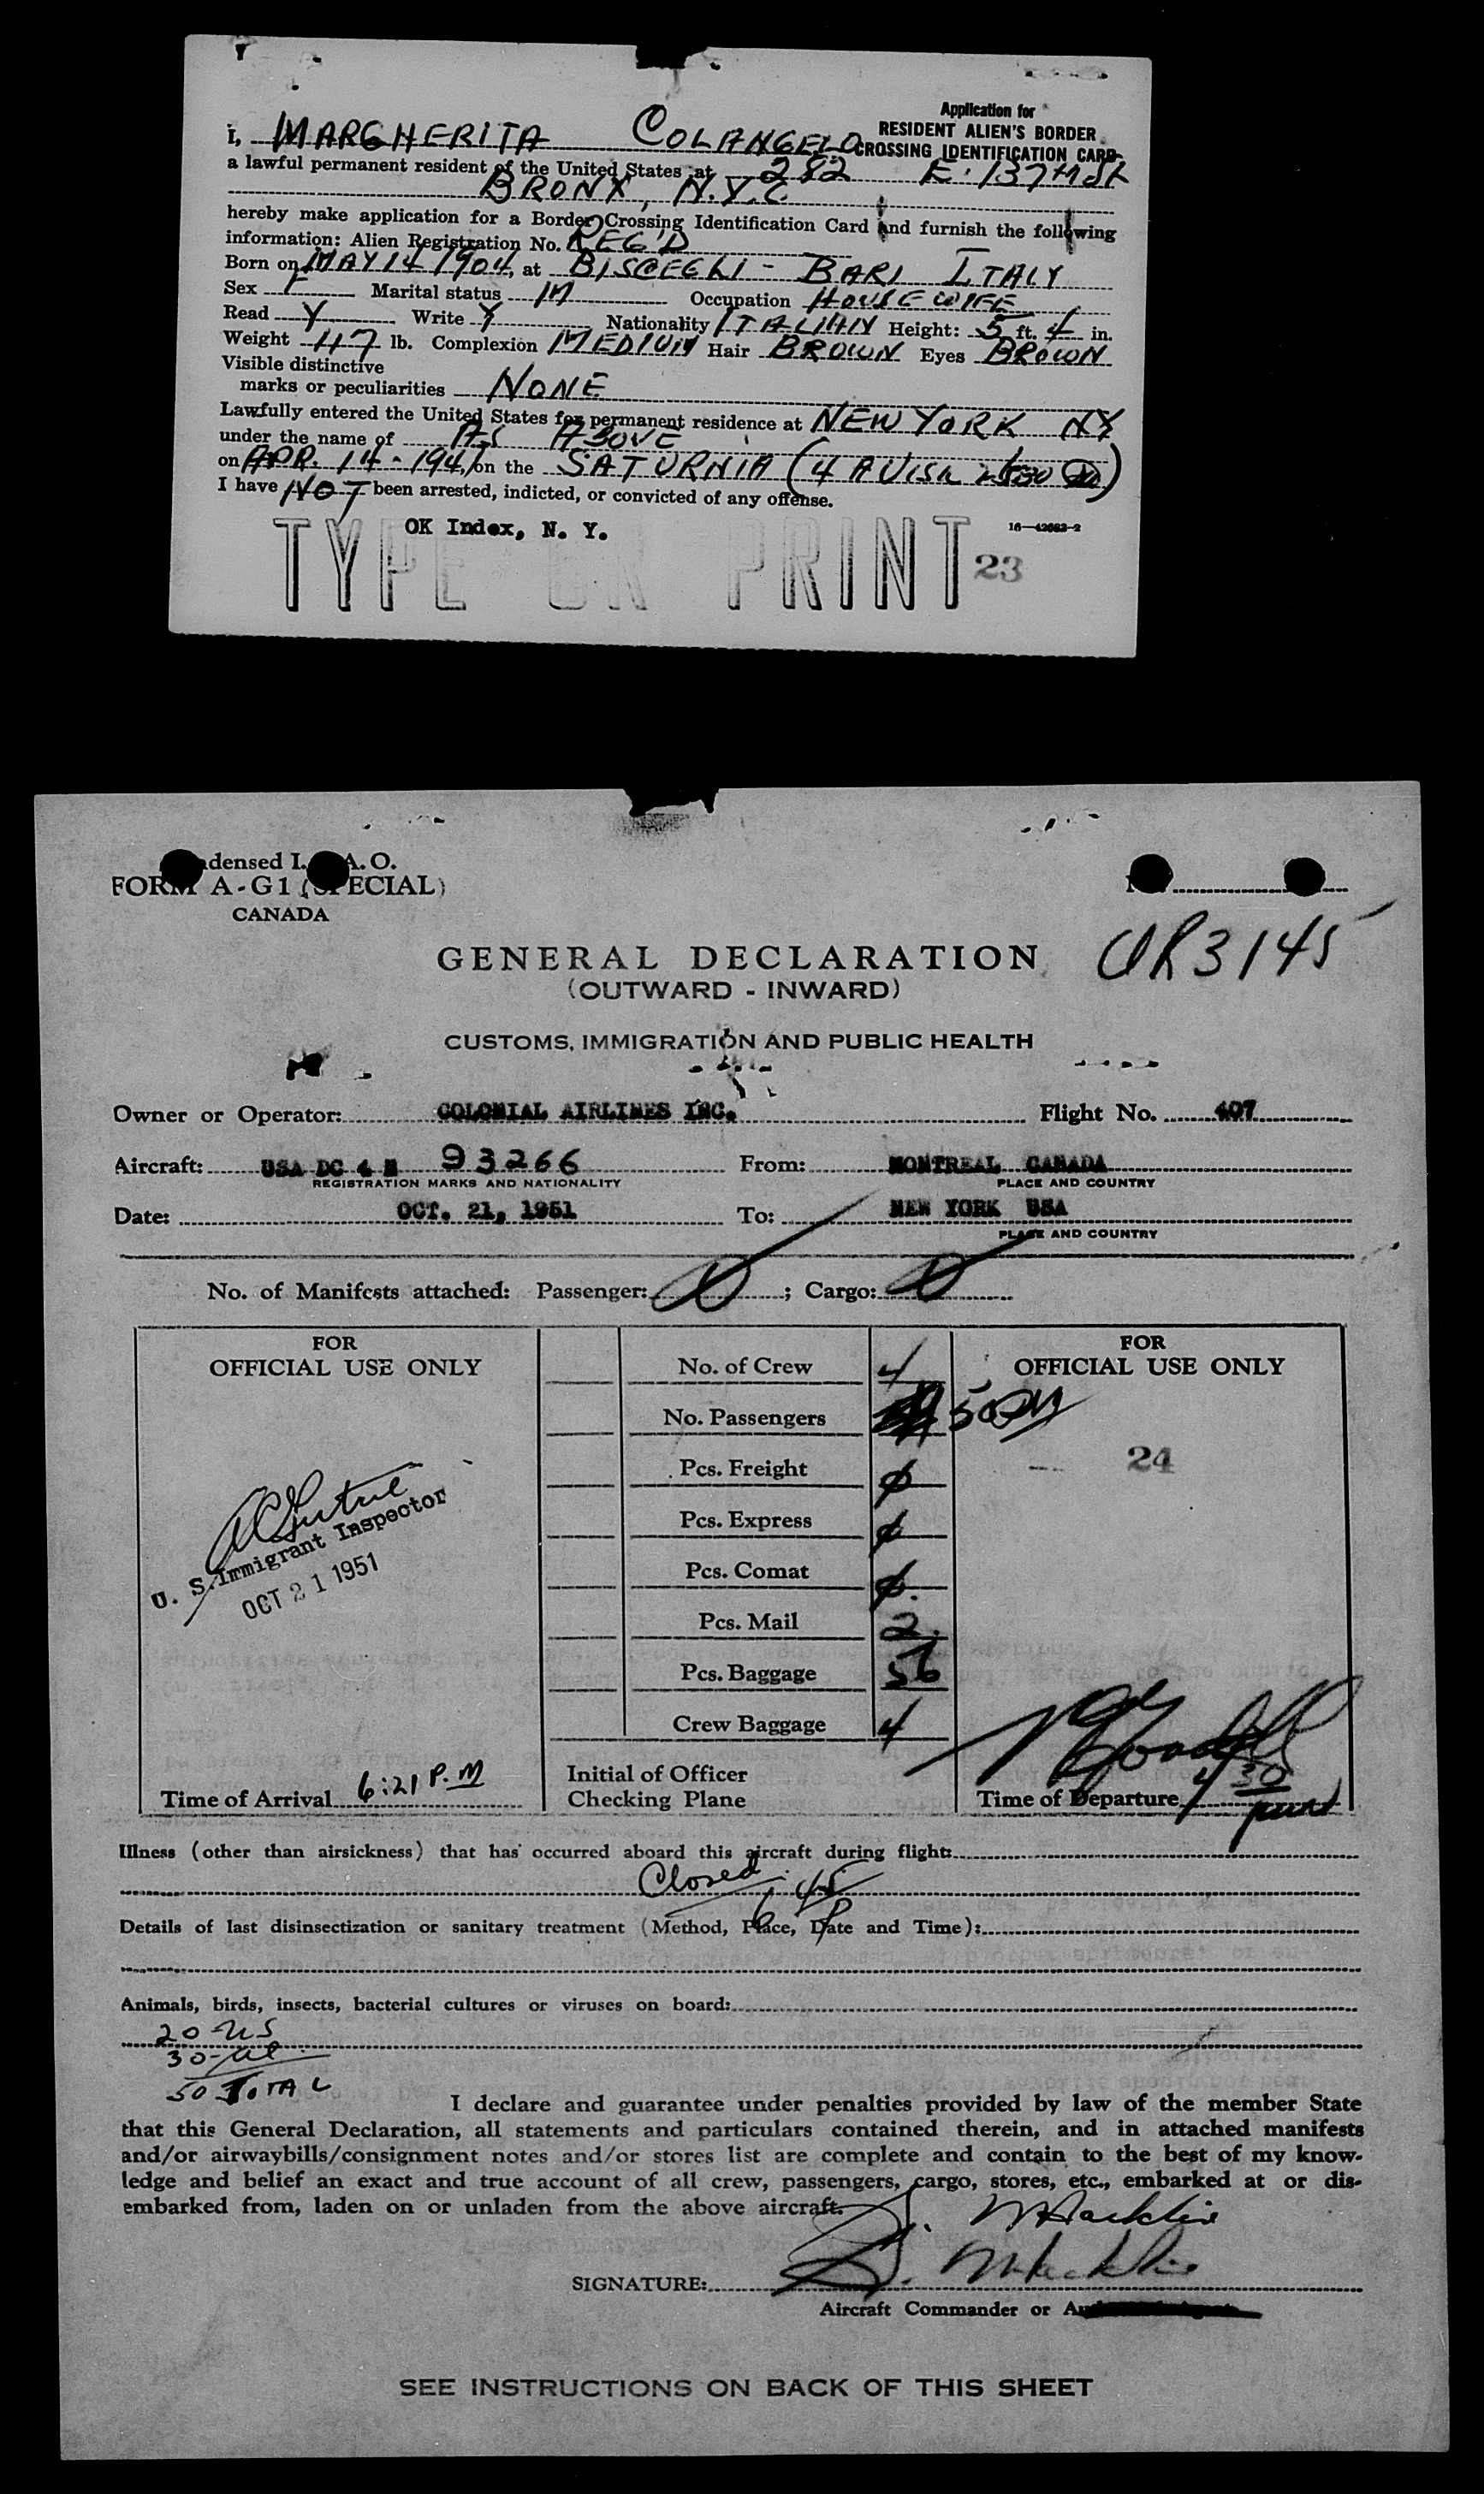 Application for
RESIDENT ALIEN'S BORDER
CROSSING IDENTIFICATION CARD
I, MARGHERITA COLANGELO
a lawful permanent resident of the United States at 282 E. 137TH St
BRONX, N.Y.C.
hereby make application for a Border Crossing Identification Card and furnish the following
information: Alien Registration No. REG'D
Born on MAY 14 1904, at BISCEGLI - BARI ITALY
Sex F Marital status M Occupation HOUSEWIFE
Read Y Write Y Nationality ITALIAN Height: 5 ft. 4 in.
Weight 147 lb. Complexion MEDIUM Hair BROWN Eyes BROWN
Visible distinctive
marks or peculiarities NONE
Lawfully entered the United States for permanent residence at NEW YORK NY
under the name of AS ABOVE
on APR. 14 - 194 on the SATURNIA (4 A VISA
I have NOT been arrested, indicted, or convicted of any offense.
OK Index, N. Y.
16—42683-2
TYPE OR PRINT 23
densed I. A. O.
FORM A-G1 (SPECIAL)
CANADA
GENERAL DECLARATION
3145
(OUTWARD - INWARD)
CUSTOMS, IMMIGRATION AND PUBLIC HEALTH
Owner or Operator: COLONIAL AIRLINES INC. Flight No. 407
Aircraft: USA DC 4 N 93266 From: MONTREAL CANADA
REGISTRATION MARKS AND NATIONALITY PLACE AND COUNTRY
Date: OCT. 21, 1951 To: NEW YORK USA
PLACE AND COUNTRY
No. of Manifests attached: Passenger: ; Cargo:
FOR
OFFICIAL USE ONLY
No. of Crew 4
FOR
OFFICIAL USE ONLY
No. Passengers 50
24
Pcs. Freight ϕ
Pcs. Express ϕ
Pcs. Comat ϕ.
Pcs. Mail 2.
Pcs. Baggage 56
Crew Baggage 4
U. S. Immigrant Inspector
OCT 21 1951
Time of Arrival 6:21 P.M
Initial of Officer
Checking Plane
Time of Departure 4 30
Illness (other than airsickness) that has occurred aboard this aircraft during flight:
Closed
6 45 P
Details of last disinsectization or sanitary treatment (Method, Place, Date and Time):
Animals, birds, insects, bacterial cultures or viruses on board:
20 - US
30 - al
50 TOTAL
I declare and guarantee under penalties provided by law of the member State
that this General Declaration, all statements and particulars contained therein, and in attached manifests
and/or airwaybills/consignment notes and/or stores list are complete and contain to the best of my know-
ledge and belief an exact and true account of all crew, passengers, cargo, stores, etc., embarked at or dis-
embarked from, laden on or unladen from the above aircraft.
SIGNATURE:
Aircraft Commander or
SEE INSTRUCTIONS ON BACK OF THIS SHEET